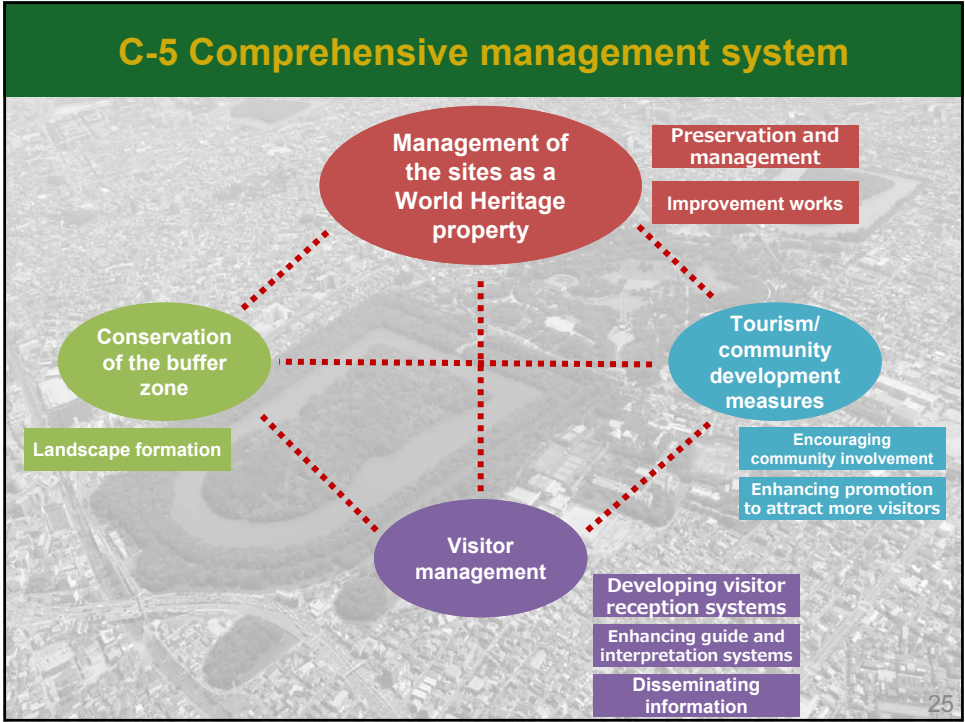 C-5 Comprehensive management system
Management of
the sites as a
World Heritage
property
Preservation and
management
Improvement works
Conservation
of the buffer
zone
Landscape formation
Tourism/
community
development
measures
Encouraging
community involvement
Enhancing promotion
to attract more visitors
Visitor
management
Developing visitor
reception systems
Enhancing guide and
interpretation systems
Disseminating
information
25